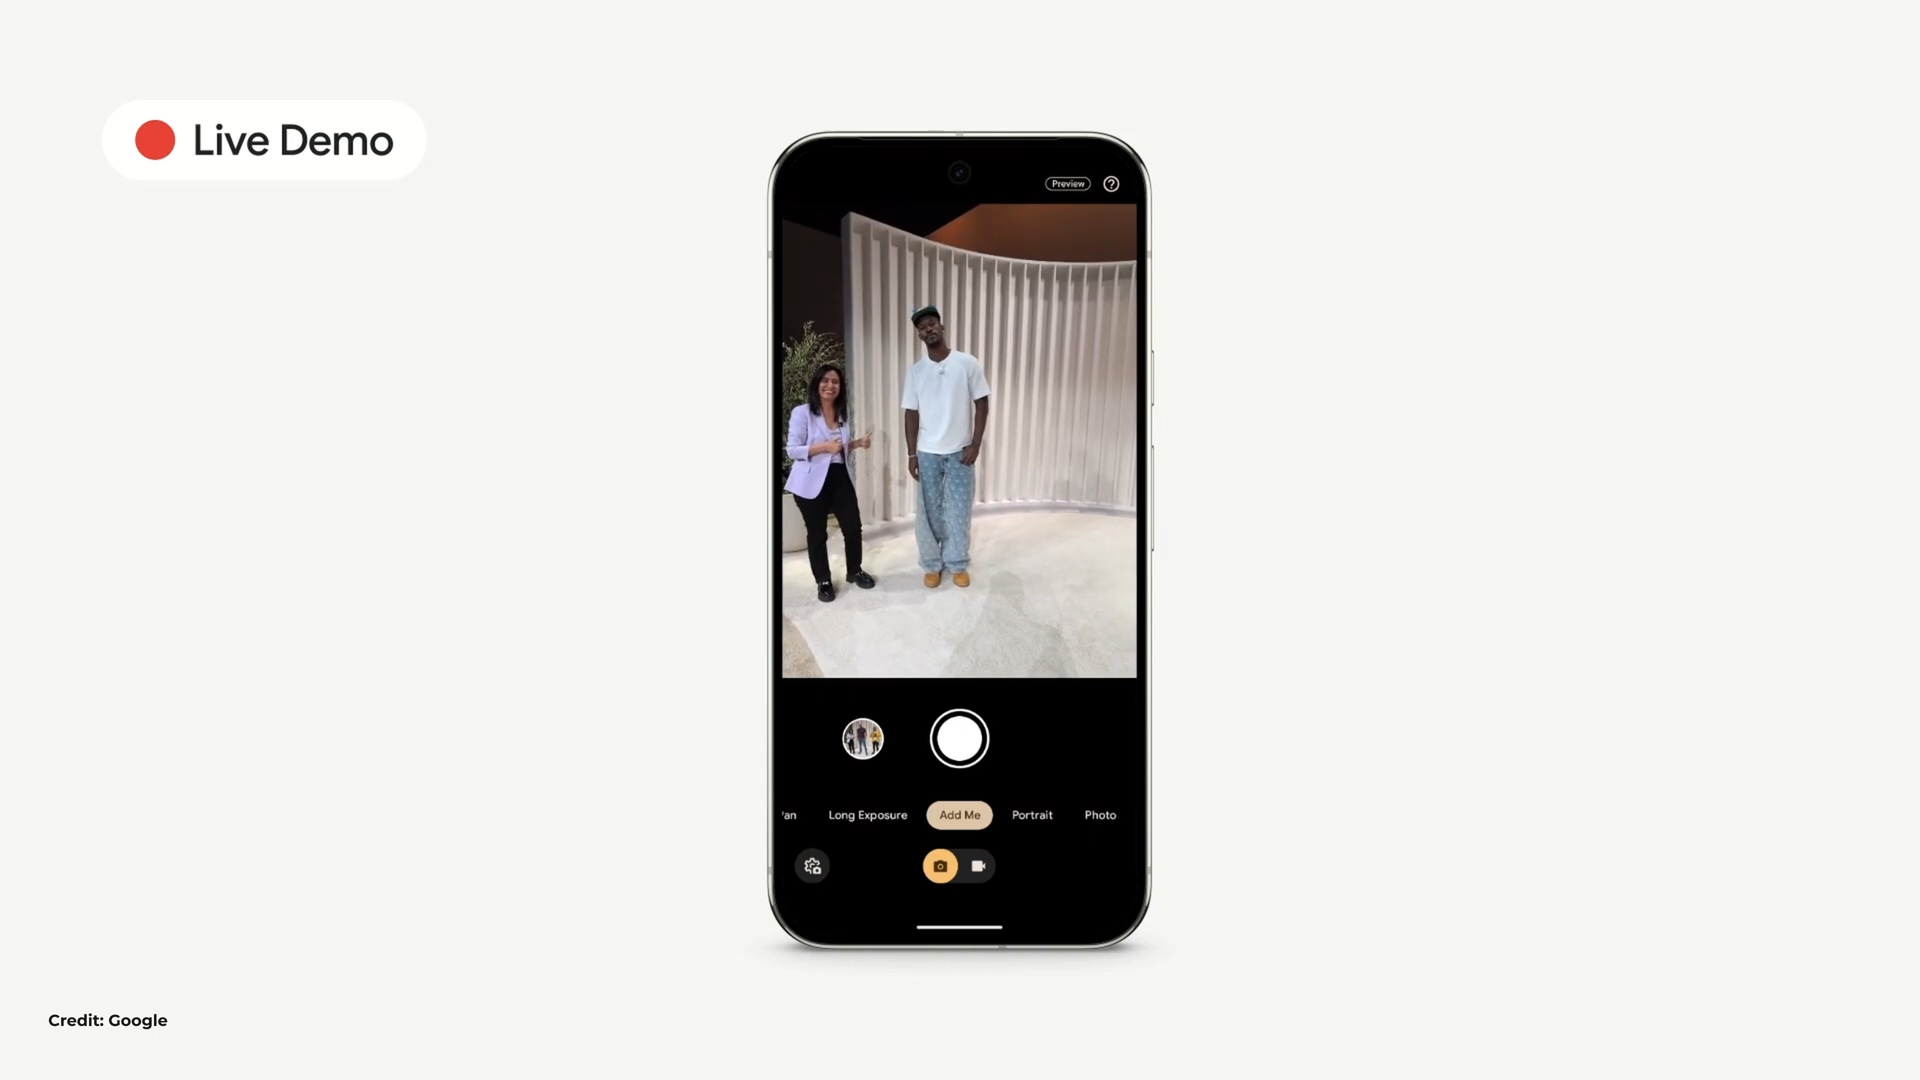 Live Demo
Preview
an
Long Exposure
Add Me
Portrait
Photo
Credit: Google